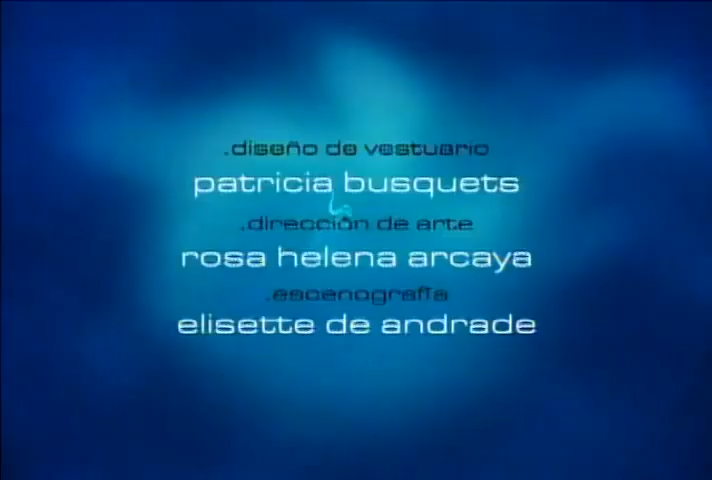 .diseño de vestuario
patricia busquets
.dirección de arte
rosa helena arcaya
.escenografía
elisette de andrade